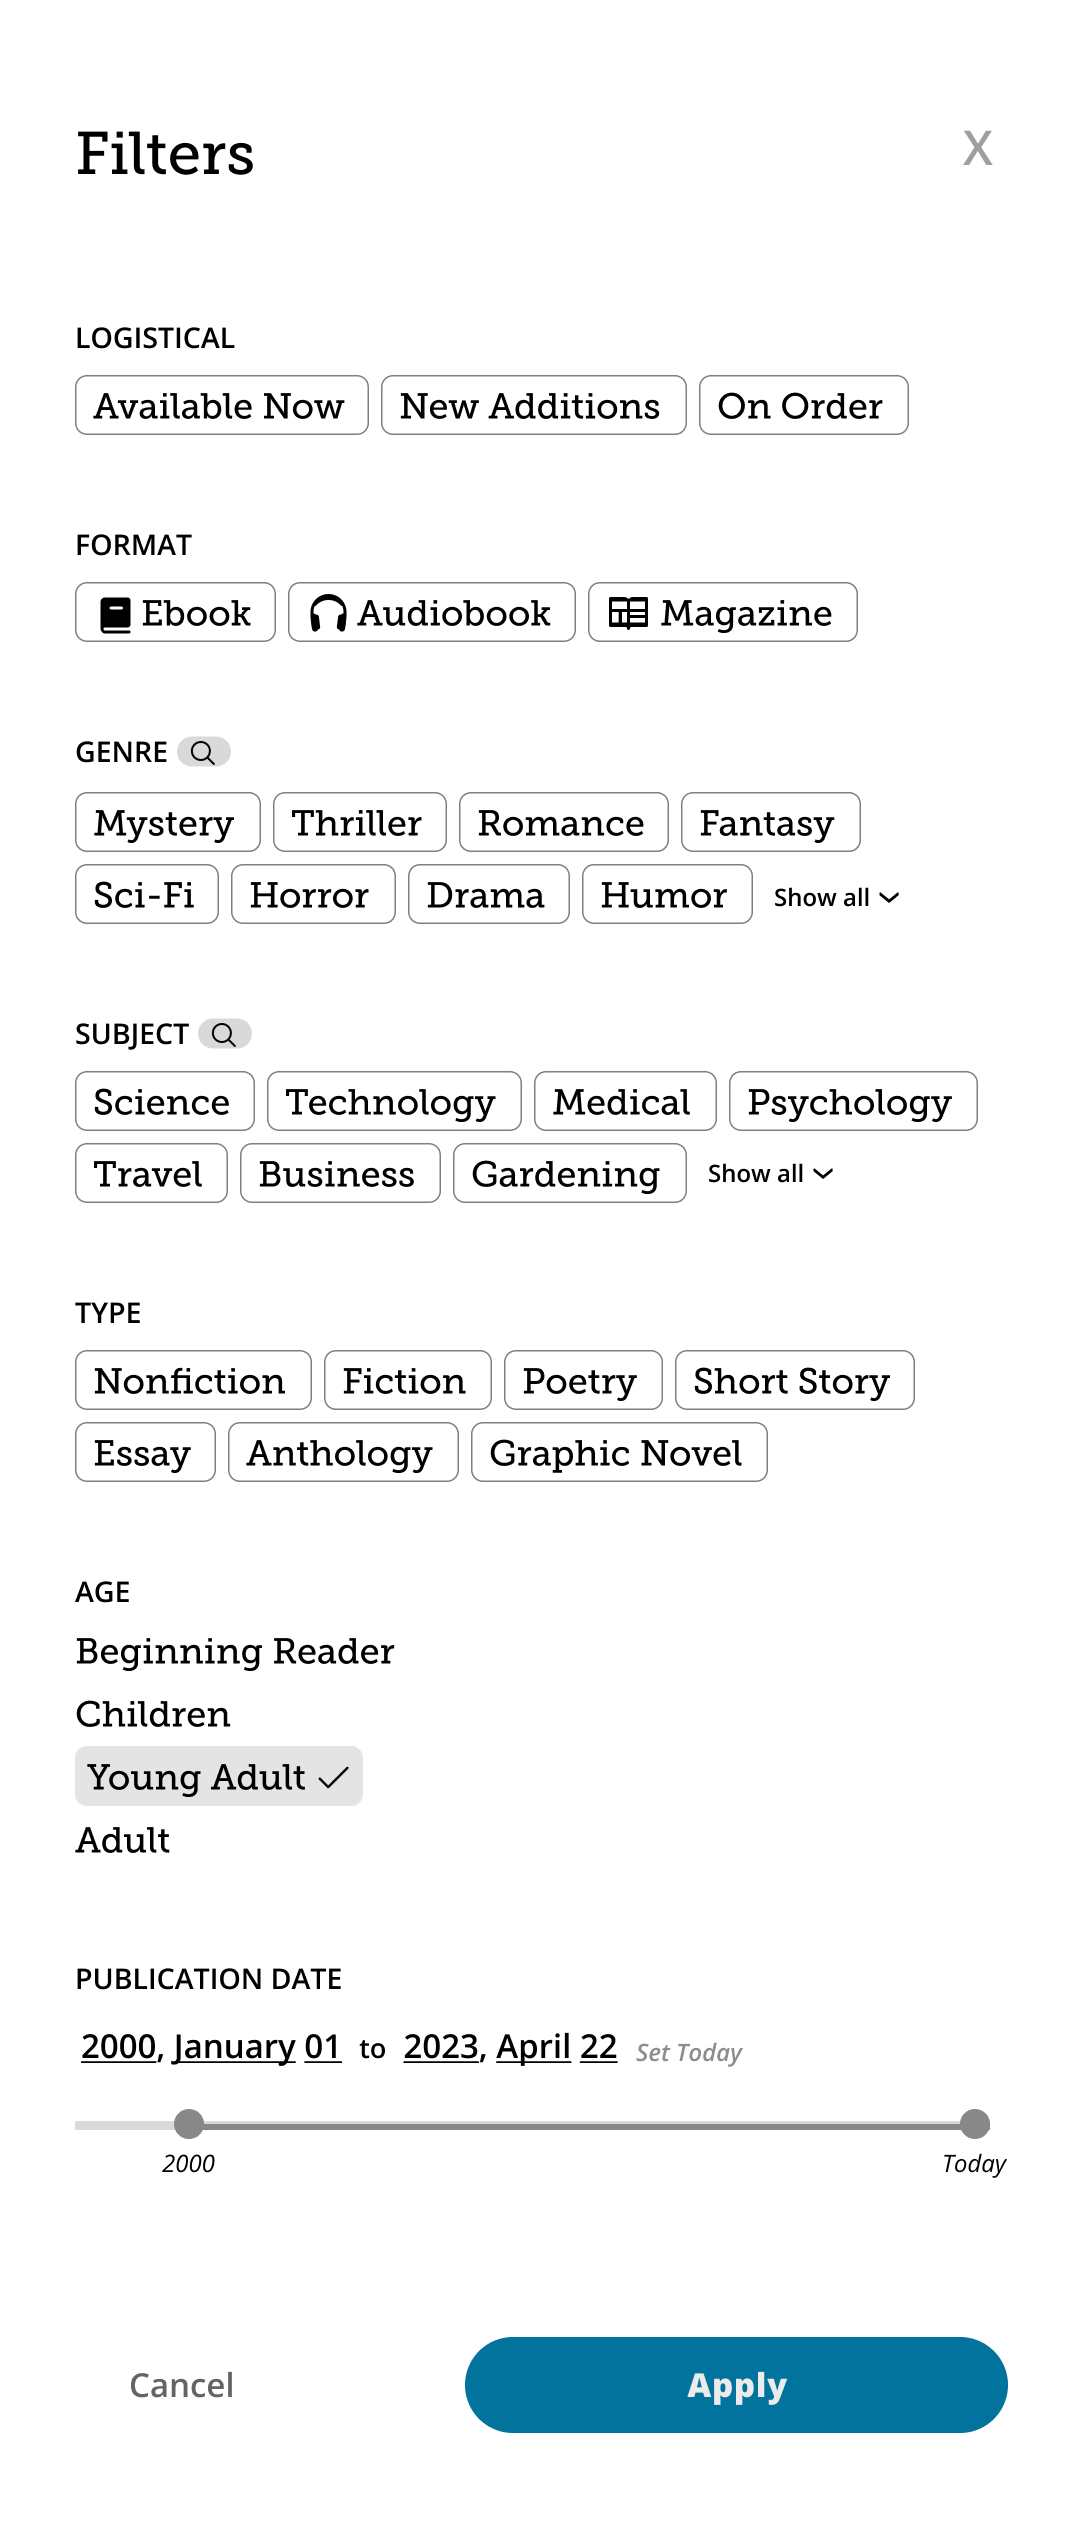 Filters X
LOGISTICAL
Available Now New Additions On Order
FORMAT
Ebook Audiobook Magazine
GENRE
Mystery Thriller Romance Fantasy
Sci-Fi Horror Drama Humor Show all
SUBJECT
Science Technology Medical Psychology
Travel Business Gardening Show all
TYPE
Nonfiction Fiction Poetry Short Story
Essay Anthology Graphic Novel
AGE
Beginning Reader
Children
Young Adult
Adult
PUBLICATION DATE
2000, January 01 to 2023, April 22 Set Today
2000 Today
Cancel Apply